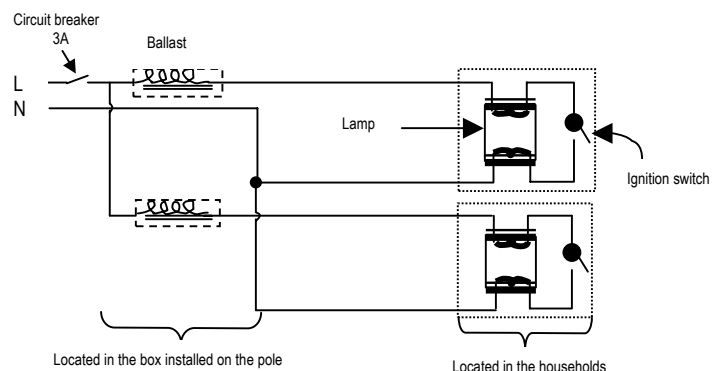 Circuit breaker
3A
Ballast
L
N
Lamp
Ignition switch
Located in the box installed on the pole
Located in the households